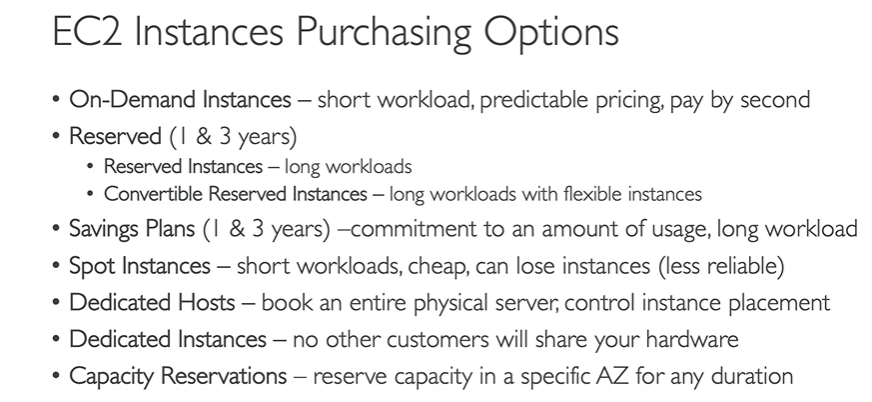 EC2 Instances Purchasing Options
• On-Demand Instances – short workload, predictable pricing, pay by second
• Reserved (1 & 3 years)
• Reserved Instances – long workloads
• Convertible Reserved Instances – long workloads with flexible instances
• Savings Plans (1 & 3 years) –commitment to an amount of usage, long workload
• Spot Instances – short workloads, cheap, can lose instances (less reliable)
• Dedicated Hosts – book an entire physical server, control instance placement
• Dedicated Instances – no other customers will share your hardware
• Capacity Reservations – reserve capacity in a specific AZ for any duration